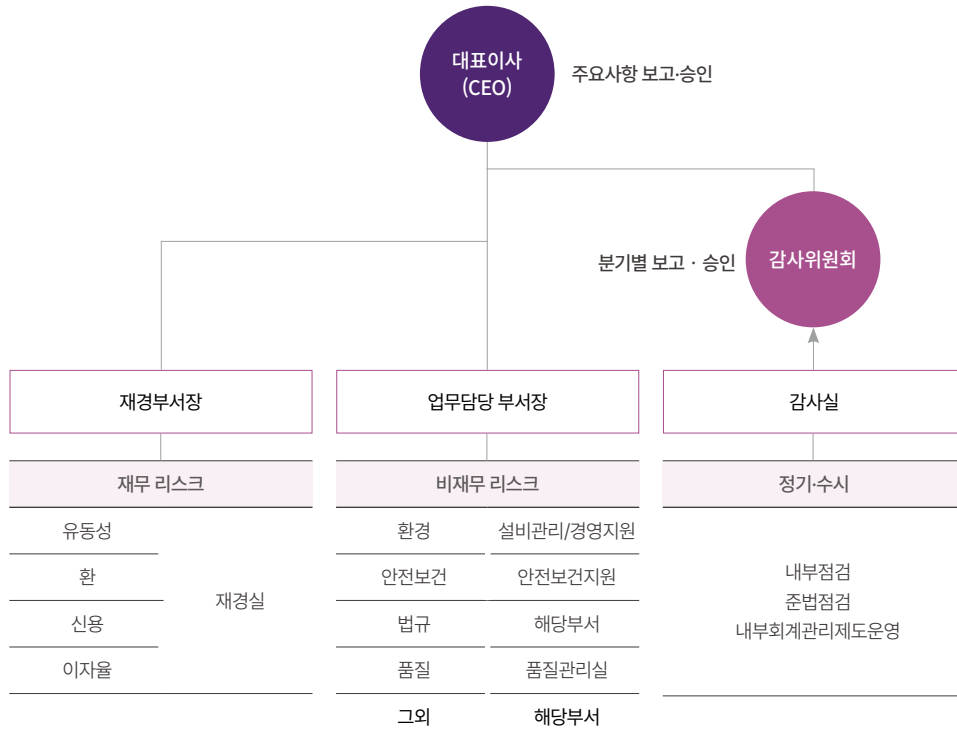 대표이사
(CEO)
주요사항 보고·승인
분기별 보고 · 승인
감사위원회
재경부서장
업무담당 부서장
감사실
재무 리스크
비재무 리스크
정기·수시
유동성
환
신용
이자율
재경실
환경
설비관리/경영지원
안전보건
안전보건지원
법규
해당부서
품질
품질관리실
그외
해당부서
내부점검
준법점검
내부회계관리제도운영